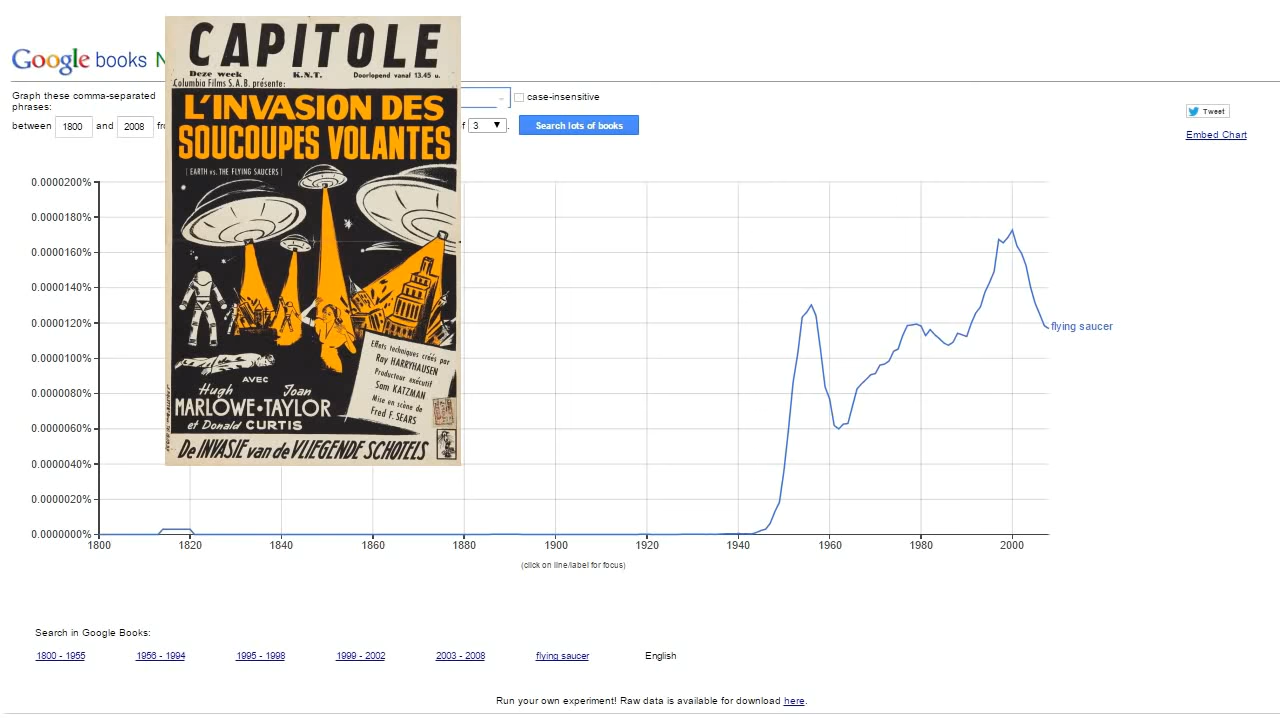 Google books N
CAPITOLE
Deze week K.N.T. Doorlopend vanaf 13.45 u.
Columbia Films S.A.B. présente:
L'INVASION DES
SOUCOUPES VOLANTES
[ EARTH vs. THE FLYING SAUCERS ]
Effets techniques créés par
Ray HARRYHAUSEN
Producteur exécutif
Sam KATZMAN
Mise en scène de
Fred F. SEARS
AVEC
Hugh Joan
MARLOWE • TAYLOR
et Donald CURTIS
De INVASIE van de VLIEGENDE SCHOTELS
Graph these comma-separated
phrases:
case-insensitive
between 1800 and 2008 fro
f 3 . Search lots of books
Tweet
Embed Chart
0.0000200%
0.0000180%
0.0000160%
0.0000140%
0.0000120%
0.0000100%
0.0000080%
0.0000060%
0.0000040%
0.0000020%
0.0000000%
flying saucer
1800 1820 1840 1860 1880 1900 1920 1940 1960 1980 2000
(click on line/label for focus)
Search in Google Books:
1800 - 1955 1956 - 1994 1995 - 1998 1999 - 2002 2003 - 2008 flying saucer English
Run your own experiment! Raw data is available for download here.